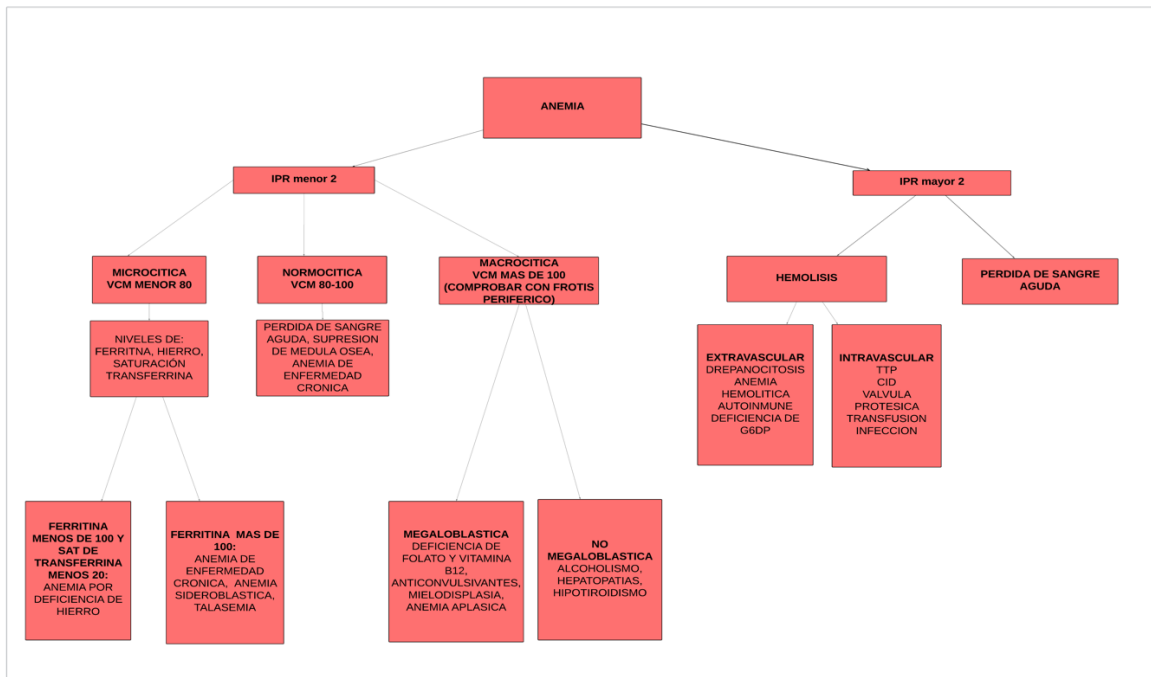 ANEMIA
IPR menor 2
IPR mayor 2
MICROCITICA
VCM MENOR 80
NORMOCITICA
VCM 80-100
MACROCITICA
VCM MAS DE 100
(COMPROBAR CON FROTIS
PERIFERICO)
HEMOLISIS
PERDIDA DE SANGRE
AGUDA
NIVELES DE:
FERRITNA, HIERRO,
SATURACIÓN
TRANSFERRINA
PERDIDA DE SANGRE
AGUDA, SUPRESION
DE MEDULA OSEA,
ANEMIA DE
ENFERMEDAD
CRONICA
EXTRAVASCULAR
DREPANOCITOSIS
ANEMIA
HEMOLITICA
AUTOINMUNE
DEFICIENCIA DE
G6DP
INTRAVASCULAR
TTP
CID
VALVULA
PROTESICA
TRANSFUSION
INFECCION
FERRITINA
MENOS DE 100 Y
SAT DE
TRANSFERRINA
MENOS 20:
ANEMIA POR
DEFICIENCIA DE
HIERRO
FERRITINA MAS DE
100:
ANEMIA DE
ENFERMEDAD
CRONICA, ANEMIA
SIDEROBLASTICA,
TALASEMIA
MEGALOBLASTICA
DEFICIENCIA DE
FOLATO Y VITAMINA
B12,
ANTICONVULSIVANTES,
MIELODISPLASIA,
ANEMIA APLASICA
NO
MEGALOBLASTICA
ALCOHOLISMO,
HEPATOPATIAS,
HIPOTIROIDISMO